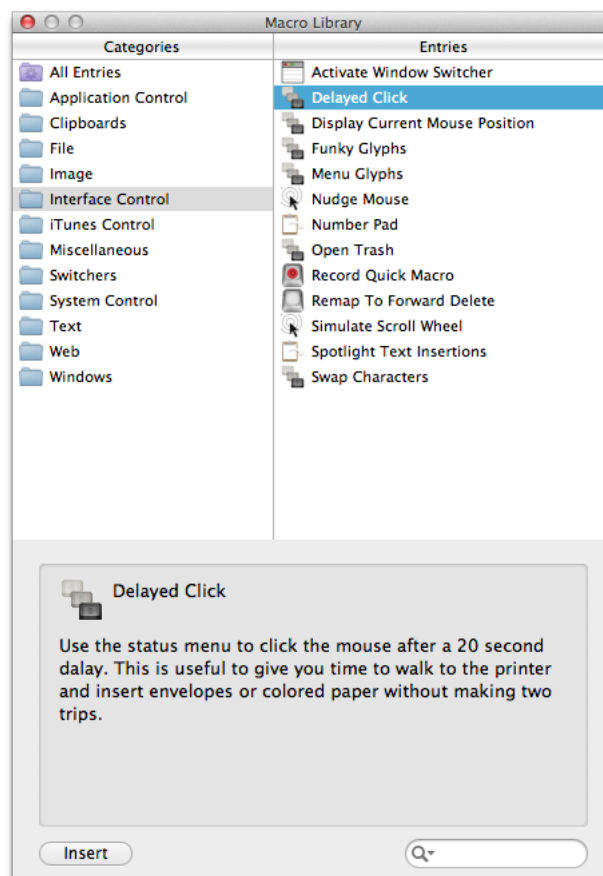 Macro Library
Categories
Entries
All Entries
Application Control
Clipboards
File
Image
Interface Control
iTunes Control
Miscellaneous
Switchers
System Control
Text
Web
Windows
Activate Window Switcher
Delayed Click
Display Current Mouse Position
Funky Glyphs
Menu Glyphs
Nudge Mouse
Number Pad
Open Trash
Record Quick Macro
Remap To Forward Delete
Simulate Scroll Wheel
Spotlight Text Insertions
Swap Characters
Delayed Click
Use the status menu to click the mouse after a 20 second
dalay. This is useful to give you time to walk to the printer
and insert envelopes or colored paper without making two
trips.
Insert